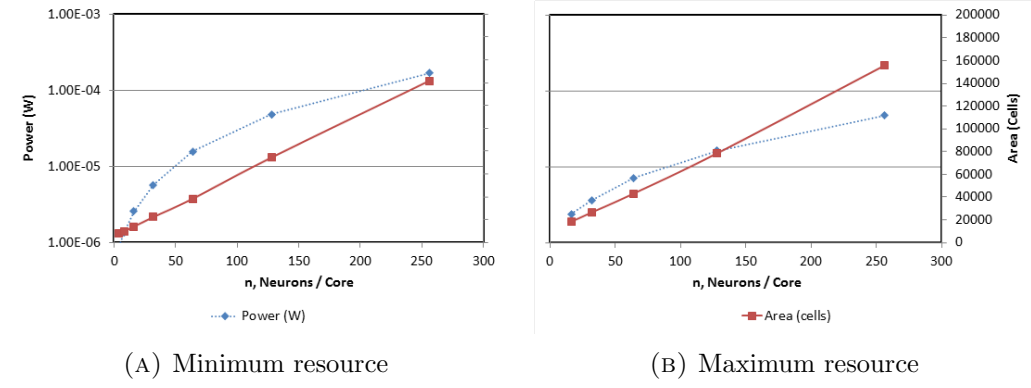 1.00E-03
1.00E-04
1.00E-05
1.00E-06
Power (W)
0 50 100 150 200 250 300
n, Neurons / Core
Power (W)
(A) Minimum resource
200000
180000
160000
140000
120000
100000
80000
60000
40000
20000
0
Area (Cells)
0 50 100 150 200 250 300
n, Neurons / Core
Area (cells)
(B) Maximum resource